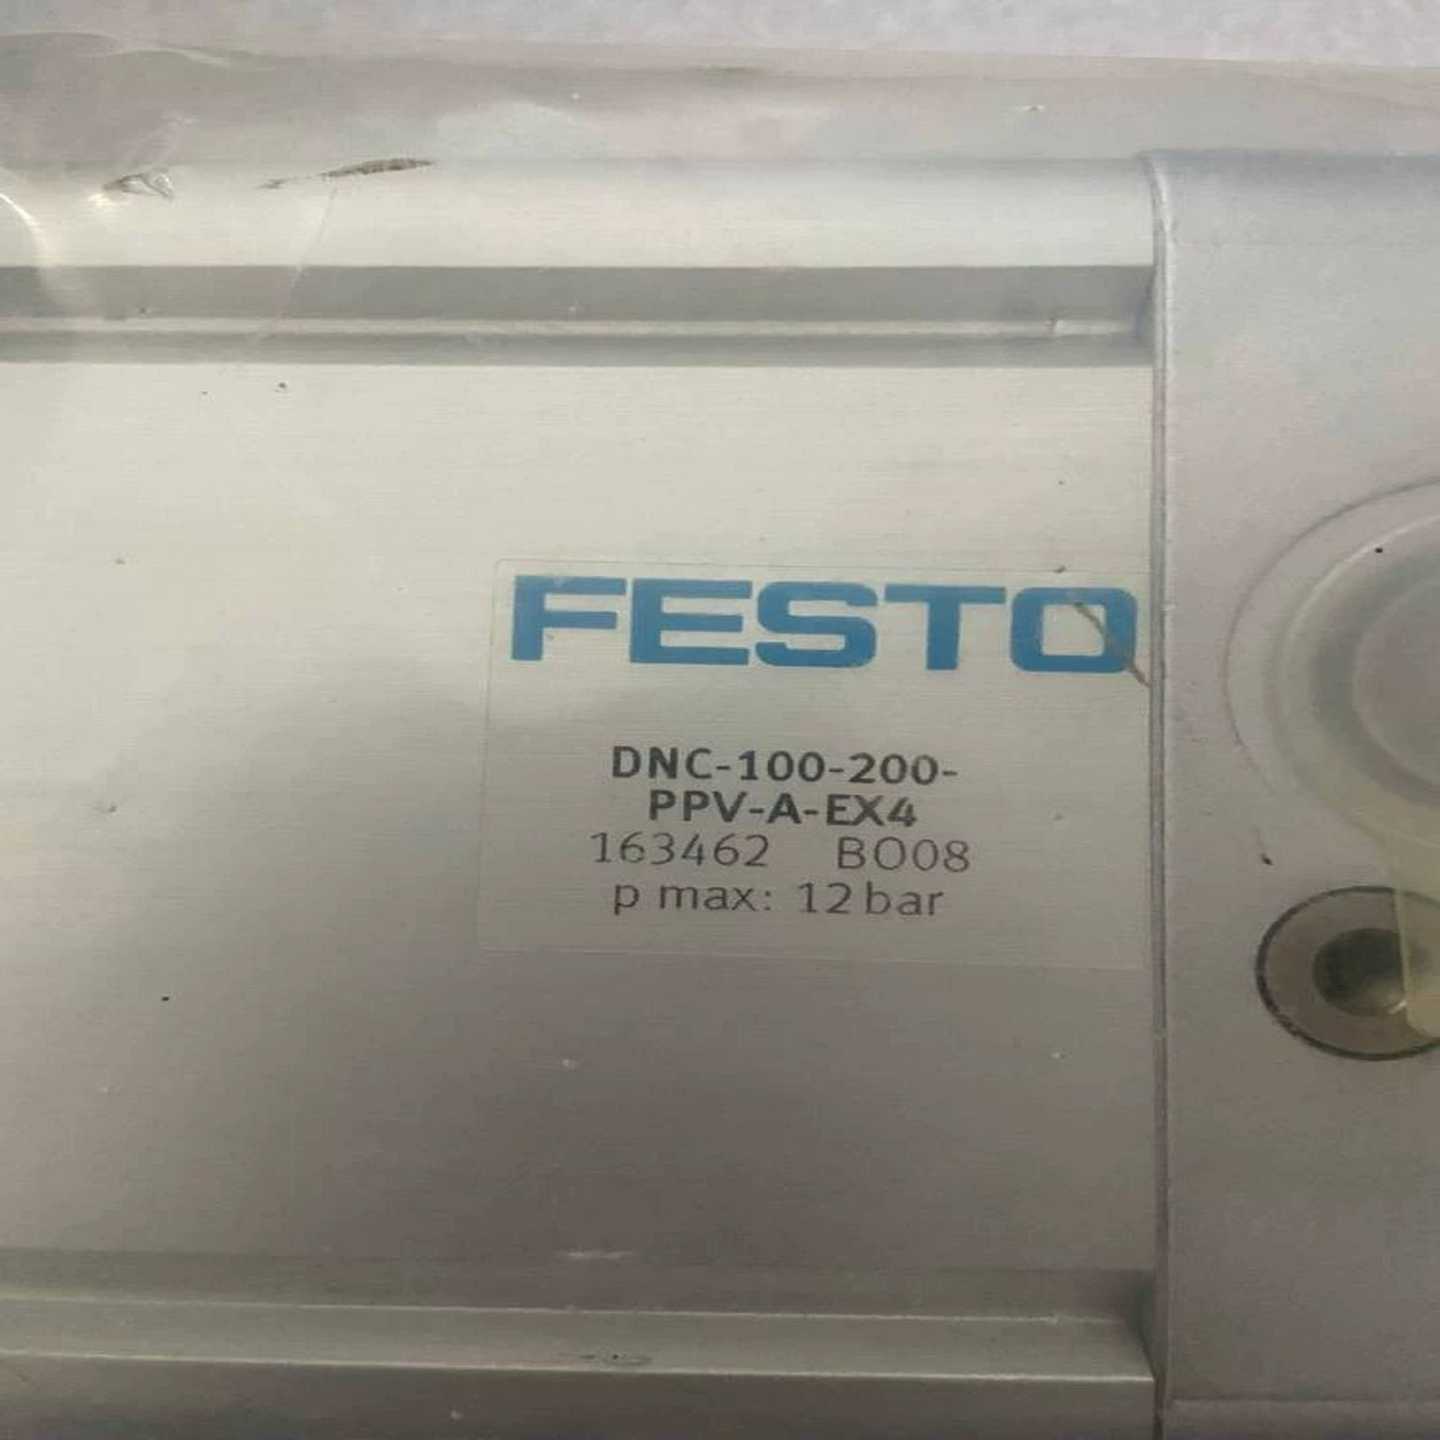 FESTO
DNC-100-200-
PPV-A-EX4
163462 BO08
p max: 12 bar